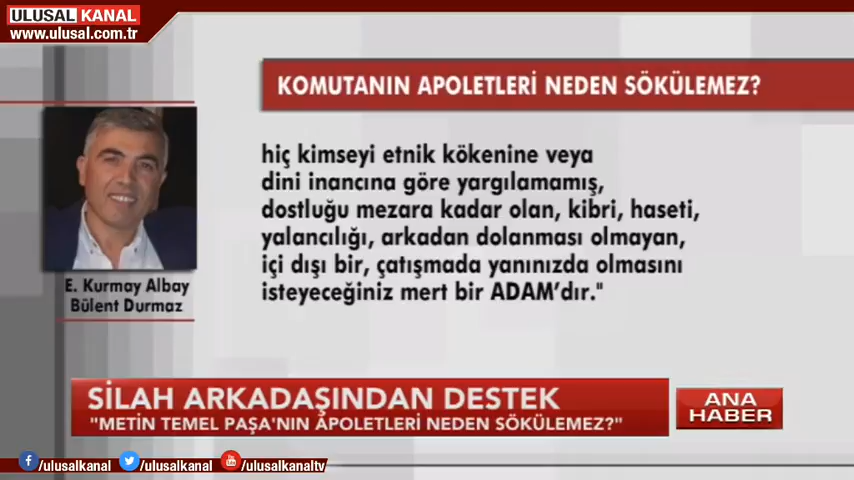 ULUSAL KANAL
www.ulusal.com.tr
KOMUTANIN APOLETLERİ NEDEN SÖKÜLEMEZ?
hiç kimseyi etnik kökenine veya
dini inancına göre yargılamamış,
dostluğu mezara kadar olan, kibri, haseti,
yalancılığı, arkadan dolanması olmayan,
içi dışı bir, çatışmada yanınızda olmasını
isteyeceğiniz mert bir ADAM'dır."
E. Kurmay Albay
Bülent Durmaz
SİLAH ARKADAŞINDAN DESTEK
"METİN TEMEL PAŞA'NIN APOLETLERİ NEDEN SÖKÜLEMEZ?"
ANA
HABER
/ulusalkanal /ulusalkanal /ulusalkanaltv